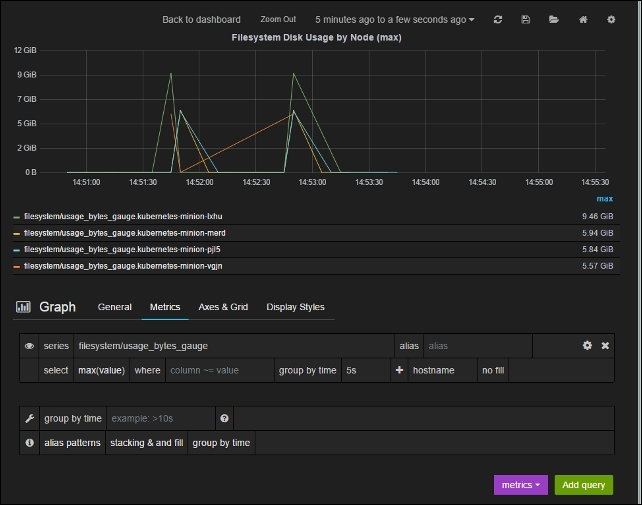 Back to dashboard Zoom Out 5 minutes ago to a few seconds ago
Filesystem Disk Usage by Node (max)
12 GiB
9 GiB
7 GiB
5 GiB
2 GiB
0 B
14:51:00 14:51:30 14:52:00 14:52:30 14:53:00 14:53:30 14:54:00 14:54:30 14:55:00 14:55:30
max
filesystem/usage_bytes_gauge.kubernetes-minion-lxhu 9.46 GiB
filesystem/usage_bytes_gauge.kubernetes-minion-merd 5.94 GiB
filesystem/usage_bytes_gauge.kubernetes-minion-pjl5 5.84 GiB
filesystem/usage_bytes_gauge.kubernetes-minion-vgjn 5.57 GiB
Graph General Metrics Axes & Grid Display Styles
series filesystem/usage_bytes_gauge alias alias
select max(value) where column ~= value group by time 5s hostname no fill
group by time example: >10s
alias patterns stacking & and fill group by time
metrics Add query